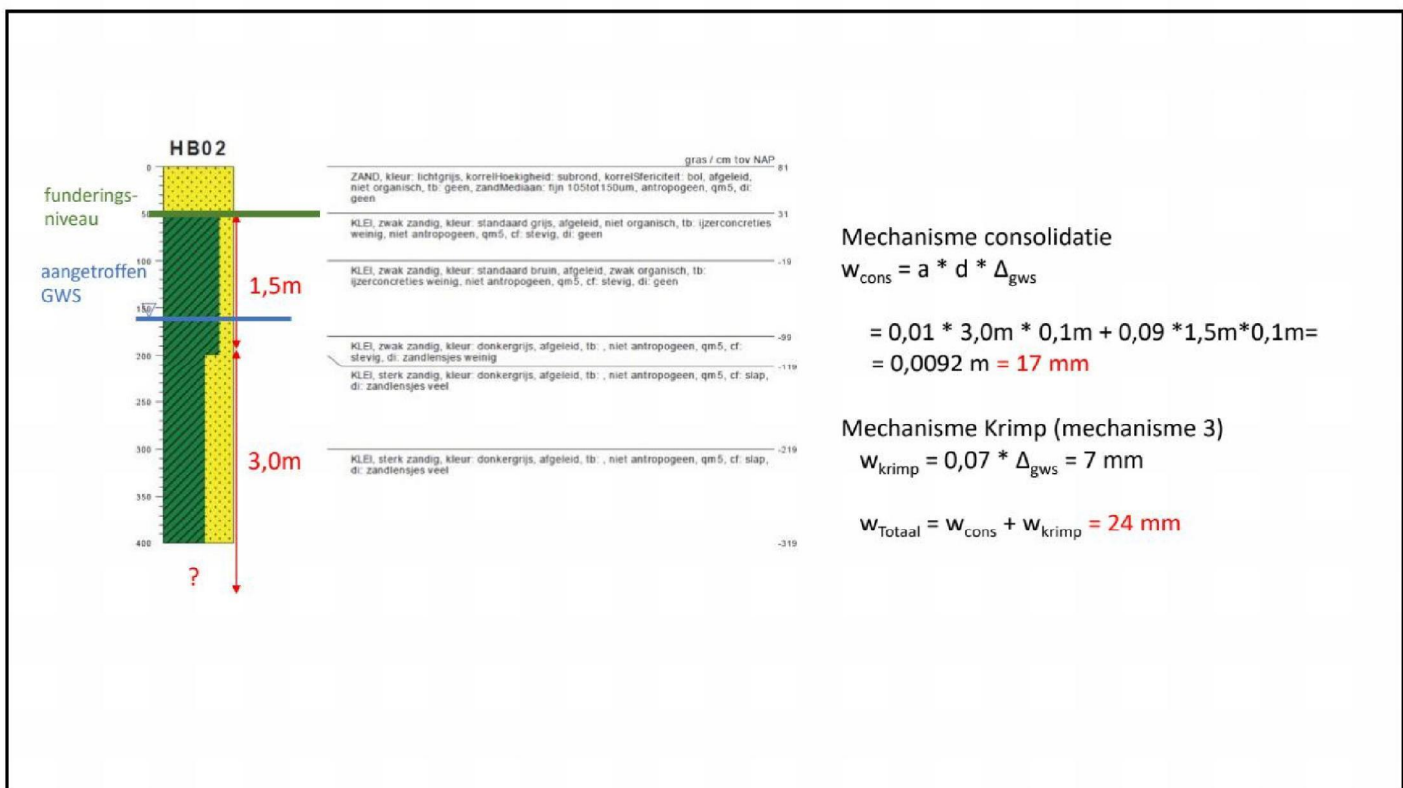 HB02
gras / cm tov NAP
0
81
ZAND, kleur: lichtgrijs, korrelHoekigheid: subrond, korrelSfericiteit: bol, afgeleid,
niet organisch, tb: geen, zandMediaan: fijn 105tot150um, antropogeen, qm5, di:
geen
funderings-
niveau
50
31
KLEI, zwak zandig, kleur: standaard grijs, afgeleid, niet organisch, tb: ijzerconcreties
weinig, niet antropogeen, qm5, cf: stevig, di: geen
100
-19
aangetroffen
GWS
KLEI, zwak zandig, kleur: standaard bruin, afgeleid, zwak organisch, tb:
ijzerconcreties weinig, niet antropogeen, qm5, cf: stevig, di: geen
1,5m
150
-99
KLEI, zwak zandig, kleur: donkergrijs, afgeleid, tb: , niet antropogeen, qm5, cf:
stevig, di: zandlensjes weinig
200
-119
KLEI, sterk zandig, kleur: donkergrijs, afgeleid, tb: , niet antropogeen, qm5, cf: slap,
di: zandlensjes veel
250
300
-219
3,0m
KLEI, sterk zandig, kleur: donkergrijs, afgeleid, tb: , niet antropogeen, qm5, cf: slap,
di: zandlensjes veel
350
400
-319
?
Mechanisme consolidatie
w_cons = a * d * Δ_gws
= 0,01 * 3,0m * 0,1m + 0,09 *1,5m*0,1m=
= 0,0092 m = 17 mm
Mechanisme Krimp (mechanisme 3)
w_krimp = 0,07 * Δ_gws = 7 mm
w_Totaal = w_cons + w_krimp = 24 mm